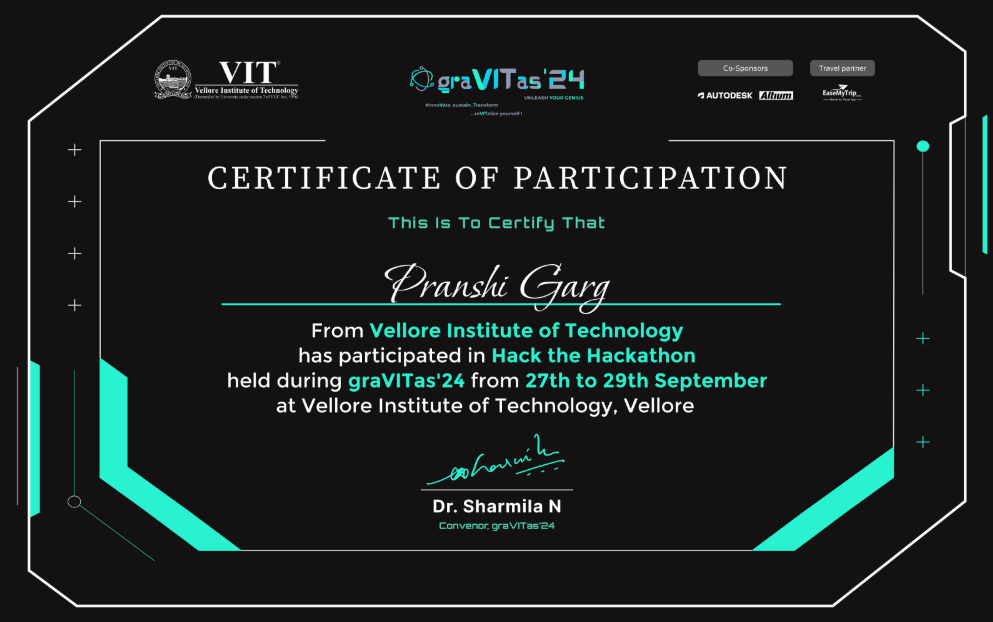 VIT®
Vellore Institute of Technology
(Deemed to be University under section 3 of UGC Act, 1956)
graVITas'24
UNLEASH YOUR GENIUS
#InnoVate_sustaIn_Transform
...reVITalize yourself !
Co-Sponsors
Travel partner
AUTODESK
Altium
EaseMyTrip
CERTIFICATE OF PARTICIPATION
This Is To Certify That
Pranshi Garg
From Vellore Institute of Technology
has participated in Hack the Hackathon
held during graVITas'24 from 27th to 29th September
at Vellore Institute of Technology, Vellore
Dr. Sharmila N
Convenor, graVITas'24